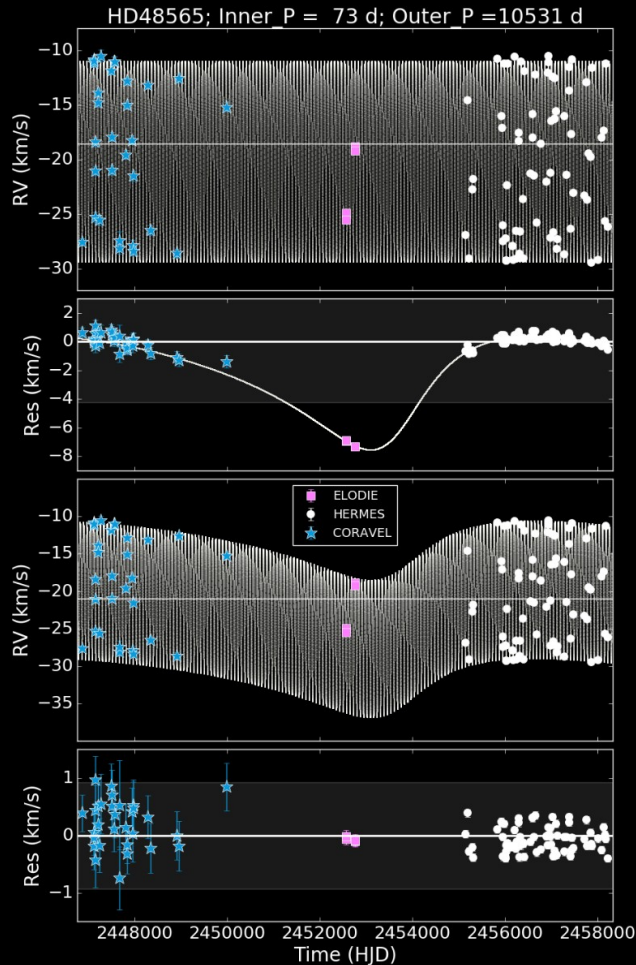 HD48565; Inner_P =  73 d; Outer_P =10531 d
−10
−15
−20
−25
−30
RV (km/s)
2
0
−2
−4
−6
−8
Res (km/s)
−5
−10
−15
−20
−25
−30
−35
RV (km/s)
ELODIE
HERMES
CORAVEL
1
0
−1
Res (km/s)
2448000 2450000 2452000 2454000 2456000 2458000
Time (HJD)